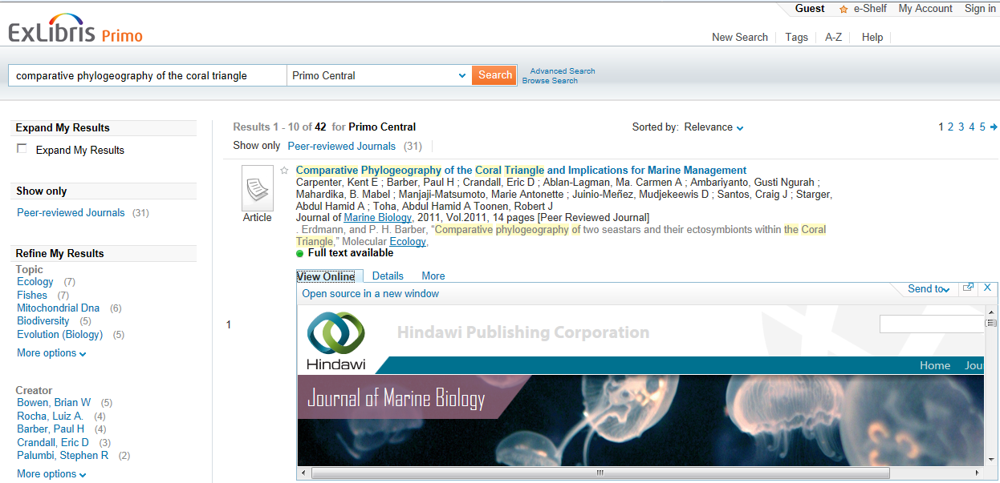 Guest e-Shelf My Account Sign in
ExLibris Primo
New Search Tags A-Z Help
comparative phylogeography of the coral triangle Primo Central Search Advanced Search
Browse Search
Expand My Results
Expand My Results
Show only
Peer-reviewed Journals (31)
Refine My Results
Topic
Ecology (7)
Fishes (7)
Mitochondrial Dna (6)
Biodiversity (5)
Evolution (Biology) (5)
More options
Creator
Bowen, Brian W (5)
Rocha, Luiz A. (4)
Barber, Paul H (4)
Crandall, Eric D (3)
Palumbi, Stephen R (2)
More options
Results 1 - 10 of 42 for Primo Central Sorted by: Relevance 1 2 3 4 5
Show only Peer-reviewed Journals (31)
1
Article
Comparative Phylogeography of the Coral Triangle and Implications for Marine Management
Carpenter, Kent E ; Barber, Paul H ; Crandall, Eric D ; Ablan-Lagman, Ma. Carmen A ; Ambariyanto, Gusti Ngurah ;
Mahardika, B. Mabel ; Manjaji-Matsumoto, Marie Antonette ; Juinio-Meñez, Mudjekeewis D ; Santos, Craig J ; Starger,
Abdul Hamid A ; Toha, Abdul Hamid A Toonen, Robert J
Journal of Marine Biology, 2011, Vol.2011, 14 pages [Peer Reviewed Journal]
. Erdmann, and P. H. Barber, “Comparative phylogeography of two seastars and their ectosymbionts within the Coral
Triangle,” Molecular Ecology,
Full text available
View Online Details More
Open source in a new window Send to X
Hindawi Publishing Corporation
Hindawi
Home Jou
Journal of Marine Biology